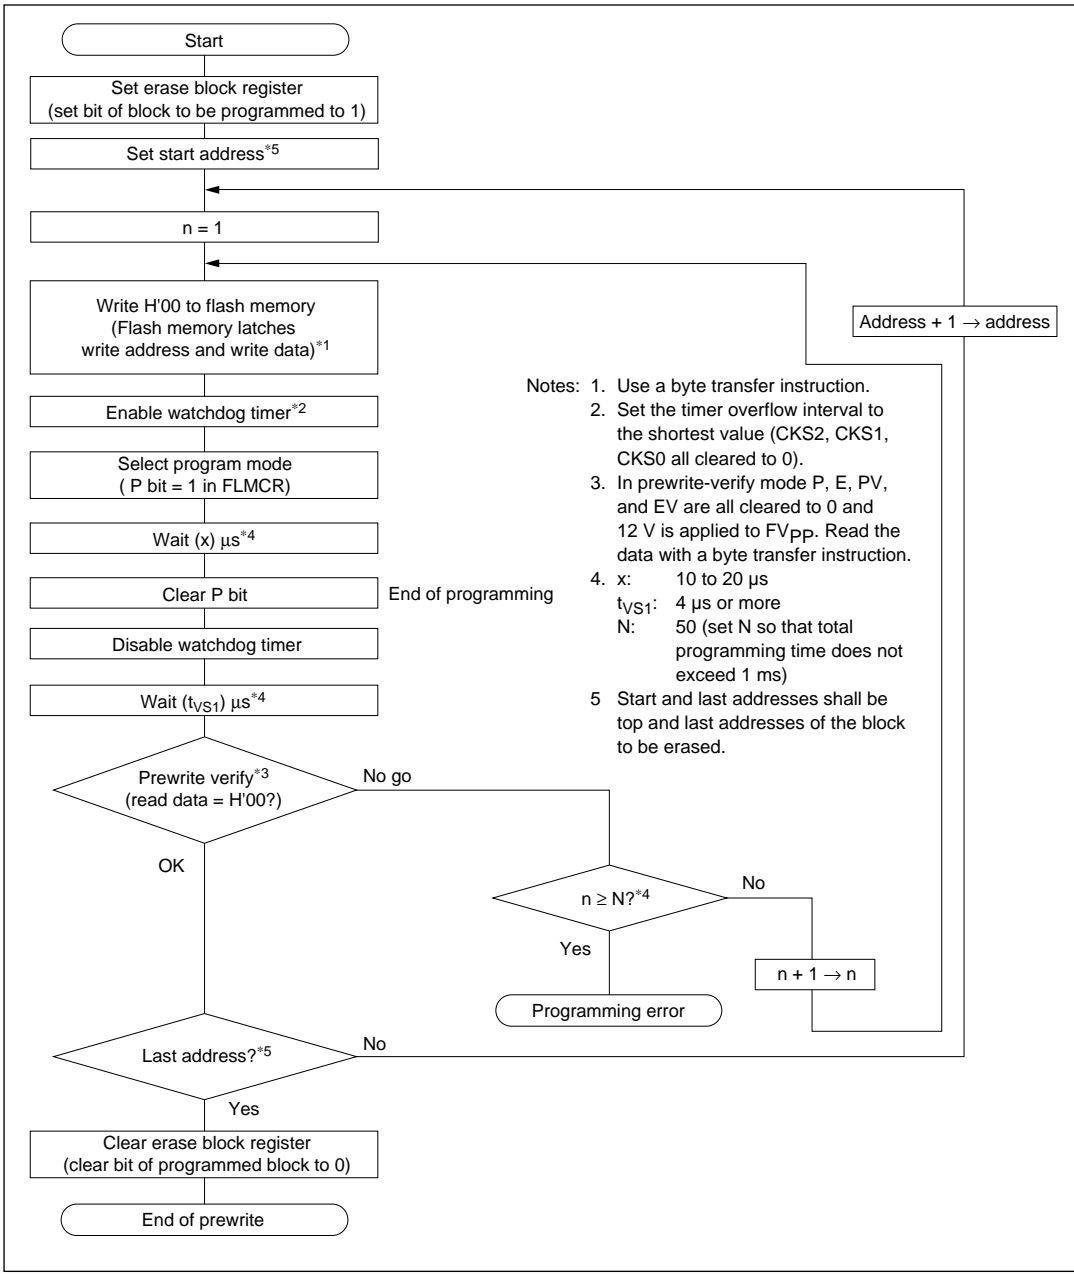 Start
Set erase block register
(set bit of block to be programmed to 1)
Set start address*5
n = 1
Write H'00 to flash memory
(Flash memory latches
write address and write data)*1
Address + 1 → address
Enable watchdog timer*2
Select program mode
( P bit = 1 in FLMCR)
Wait (x) µs*4
Clear P bit
End of programming
Disable watchdog timer
Wait (tVS1) µs*4
Notes: 1. Use a byte transfer instruction.
2. Set the timer overflow interval to
the shortest value (CKS2, CKS1,
CKS0 all cleared to 0).
3. In prewrite-verify mode P, E, PV,
and EV are all cleared to 0 and
12 V is applied to FVPP. Read the
data with a byte transfer instruction.
4. x: 10 to 20 µs
tVS1: 4 µs or more
N: 50 (set N so that total
programming time does not
exceed 1 ms)
5 Start and last addresses shall be
top and last addresses of the block
to be erased.
Prewrite verify*3
(read data = H'00?)
No go
OK
n ≥ N?*4
No
Yes
n + 1 → n
Programming error
Last address?*5
No
Yes
Clear erase block register
(clear bit of programmed block to 0)
End of prewrite